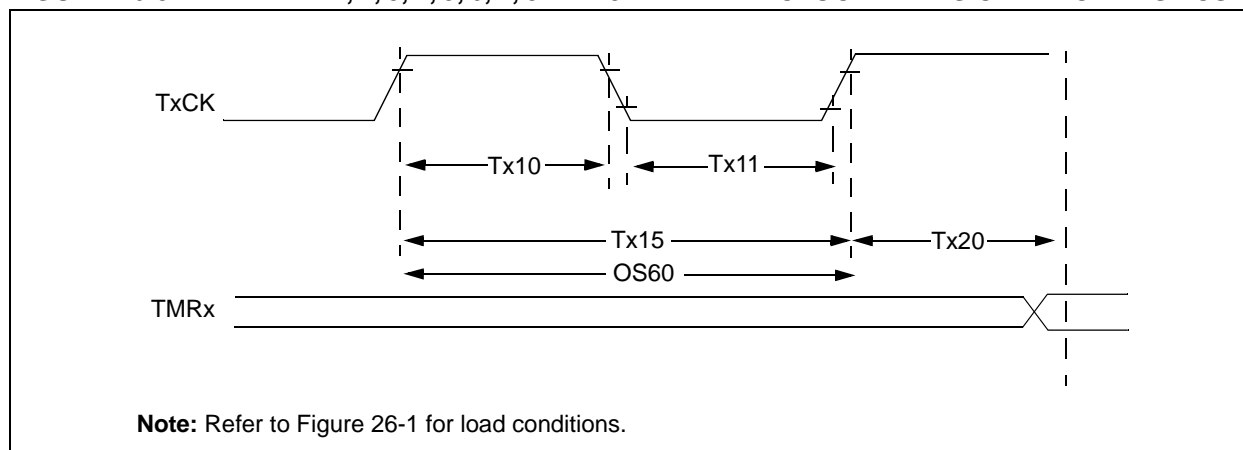 TxCK
Tx10
Tx11
Tx15
Tx20
OS60
TMRx
Note: Refer to Figure 26-1 for load conditions.